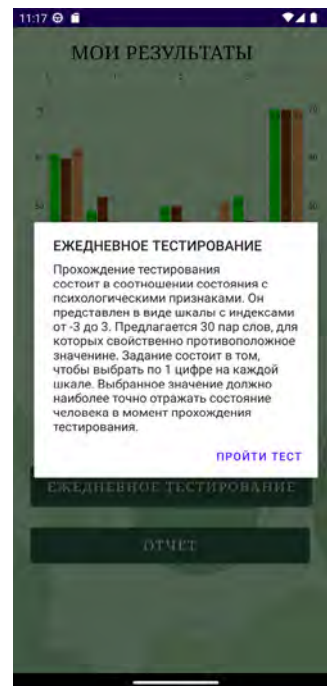 11:17
МОИ РЕЗУЛЬТАТЫ
ЕЖЕДНЕВНОЕ ТЕСТИРОВАНИЕ
Прохождение тестирования
состоит в соотношении состояния с
психологическими признаками. Он
представлен в виде шкалы с индексами
от -3 до 3. Предлагается 30 пар слов, для
которых свойственно противоположное
значенине. Задание состоит в том,
чтобы выбрать по 1 цифре на каждой
шкале. Выбранное значение должно
наиболее точно отражать состояние
человека в момент прохождения
тестирования.
ПРОЙТИ ТЕСТ
ЕЖЕДНЕВНОЕ ТЕСТИРОВАНИЕ
ОТЧЕТ